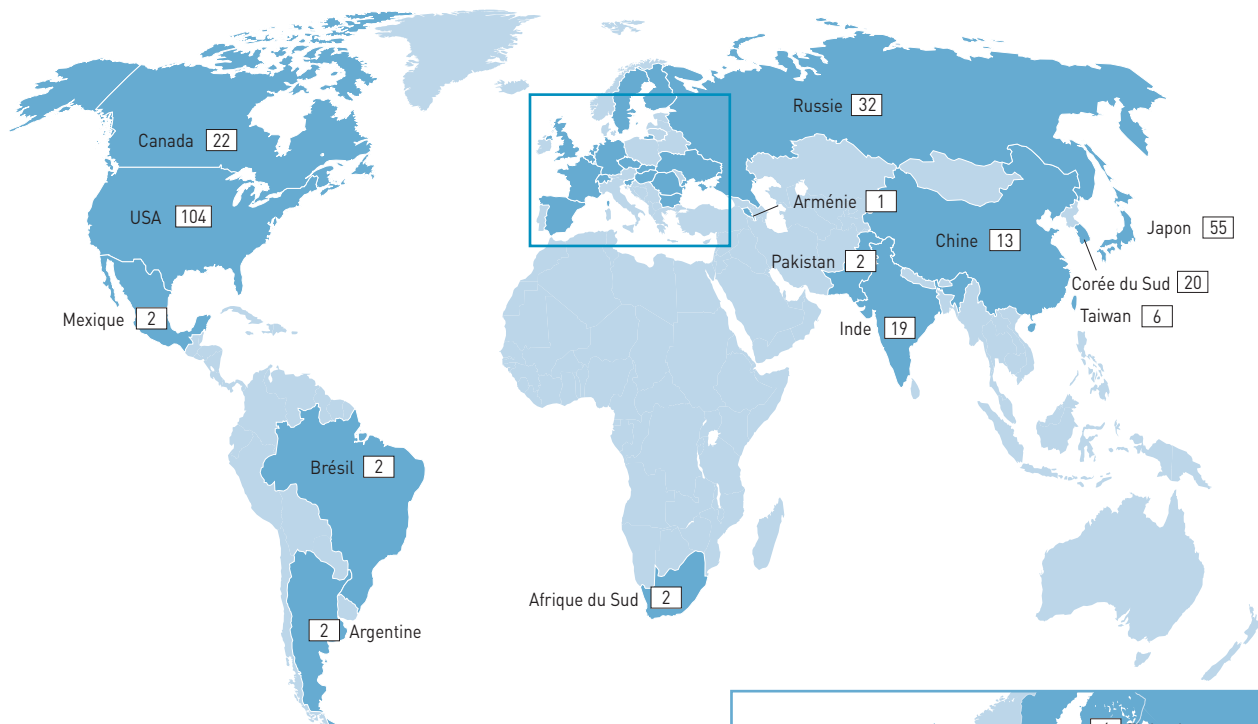 Russie 32
Canada 22
Arménie 1
USA 104
Japon 55
Chine 13
Pakistan 2
Corée du Sud 20
Taiwan 6
Mexique 2
Inde 19
Brésil 2
Afrique du Sud 2
2 Argentine